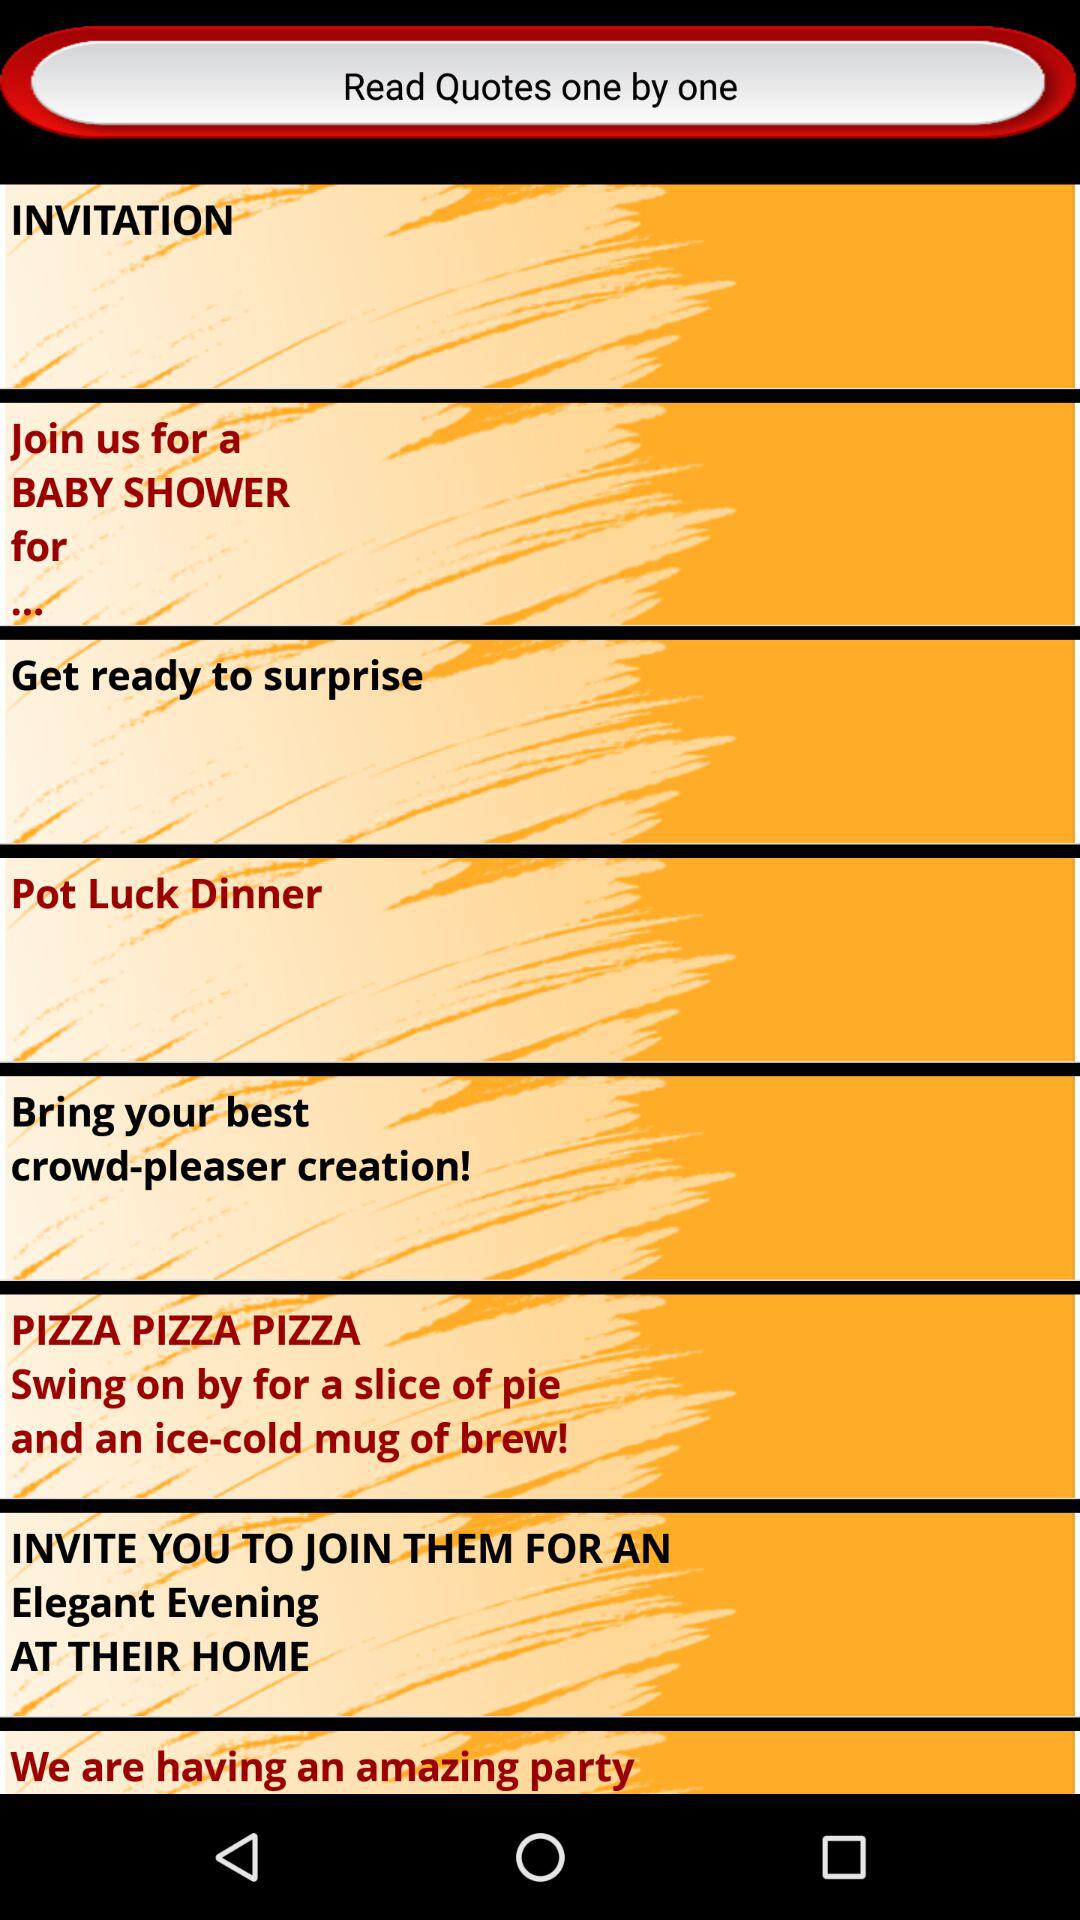 Read Quotes one by one
INVITATION
Join us for a
BABY SHOWER
for
...
Get ready to surprise
Pot Luck Dinner
Bring your best
crowd-pleaser creation!
PIZZA PIZZA PIZZA
Swing on by for a slice of pie
and an ice-cold mug of brew!
INVITE YOU TO JOIN THEM FOR AN
Elegant Evening
AT THEIR HOME
We are having an amazing party